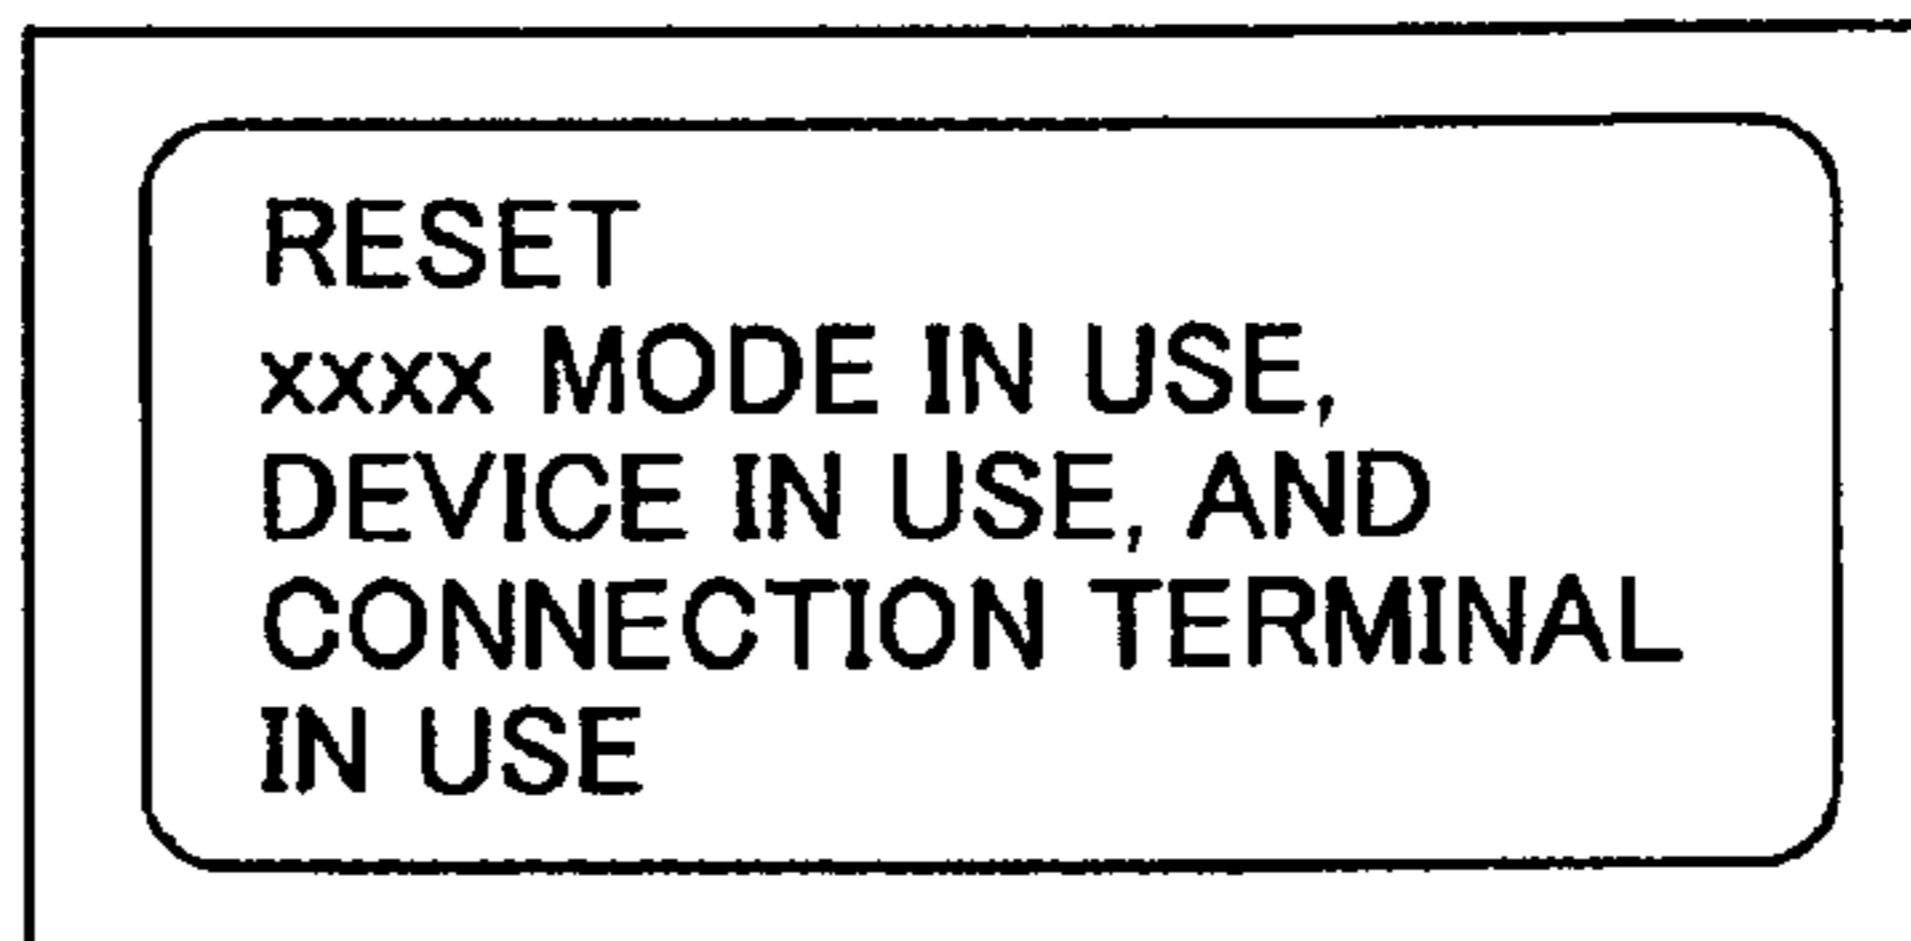 RESET
xxxx MODE IN USE,
DEVICE IN USE, AND
CONNECTION TERMINAL
IN USE